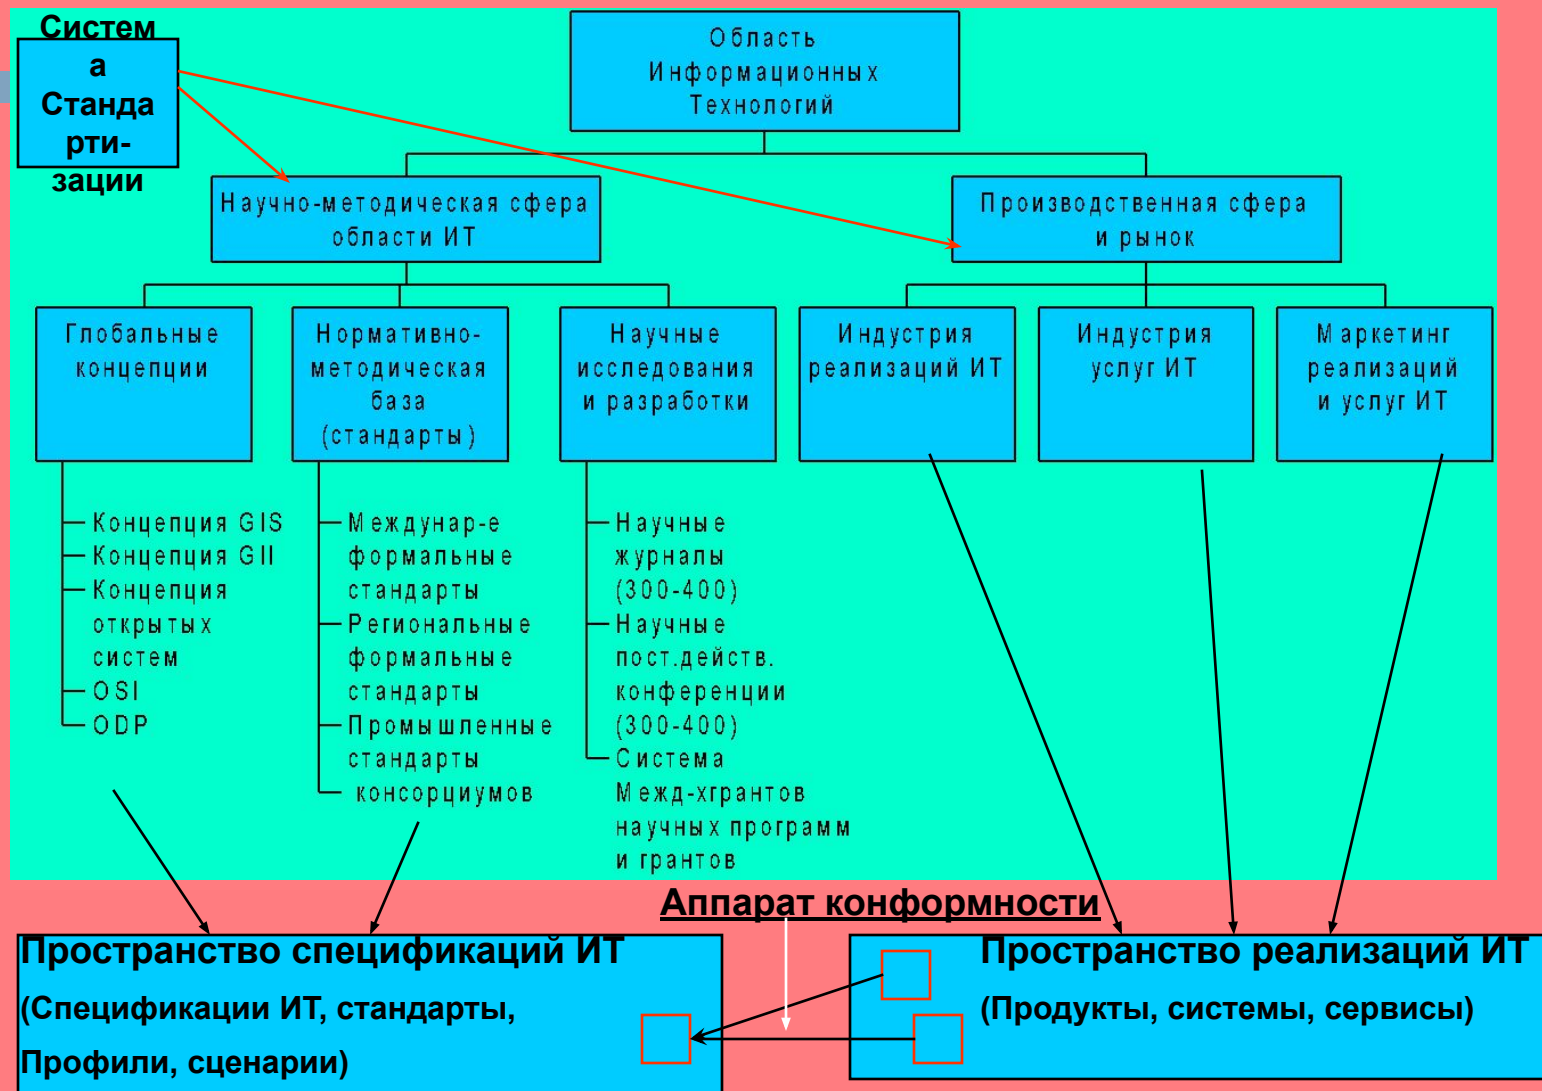 Систем
а
Станда
рти-
зации
Область
Информационных
Технологий
Научно-методическая сфера
области ИТ
Производственная сфера
и рынок
Глобальные
концепции
Нормативно-
методическая
база
(стандарты)
Научные
исследования
и разработки
Индустрия
реализаций ИТ
Индустрия
услуг ИТ
Маркетинг
реализаций
и услуг ИТ
Концепция GIS
Концепция GII
Концепция
открытых
систем
OSI
ODP
Междунар-е
формальные
стандарты
Региональные
формальные
стандарты
Промышленные
стандарты
консорциумов
Научные
журналы
(300-400)
Научные
пост.действ.
конференции
(300-400)
Система
Межд-хгрантов
научных программ
и грантов
Аппарат конформности
Пространство спецификаций ИТ
(Спецификации ИТ, стандарты,
Профили, сценарии)
Пространство реализаций ИТ
(Продукты, системы, сервисы)